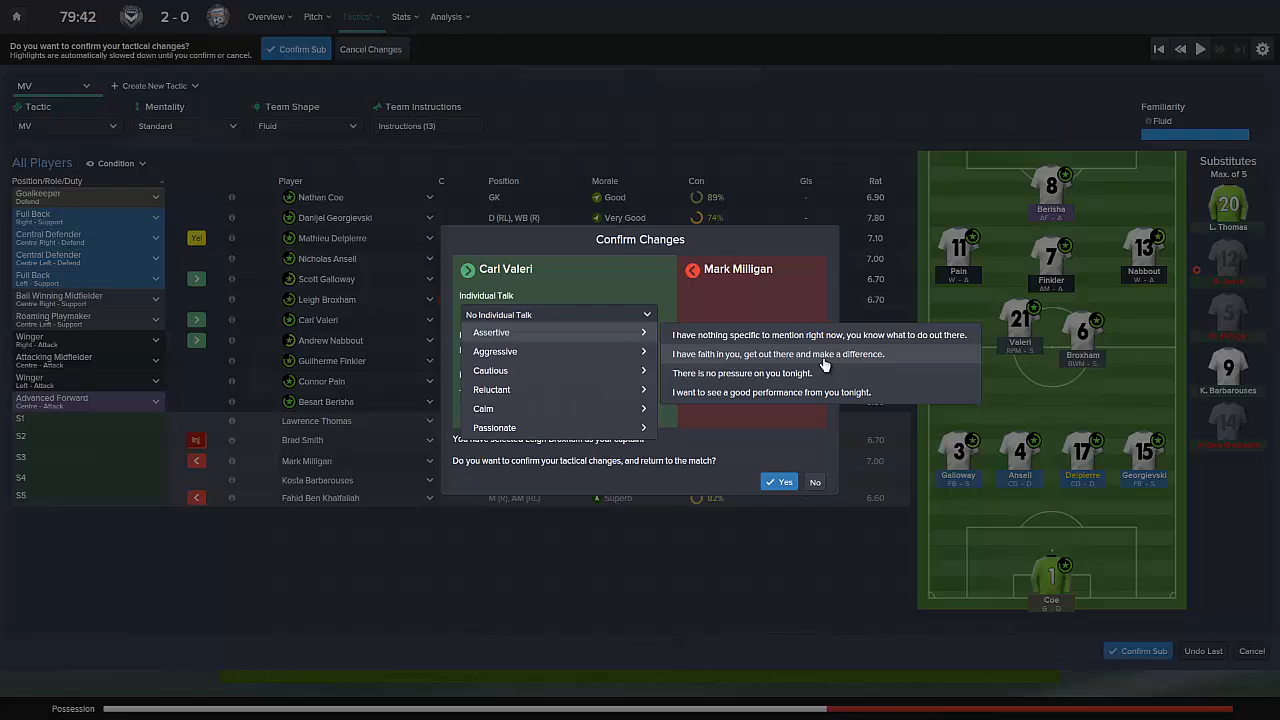 79:42
2 - 0
Overview
Pitch
Tactics*
Stats
Analysis
Do you want to confirm your tactical changes?
Highlights are automatically slowed down until you confirm or cancel.
Confirm Sub
Cancel Changes
MV
Create New Tactic
Tactic
Mentality
Team Shape
Team Instructions
MV
Standard
Fluid
Instructions (13)
Familiarity
Fluid
All Players
Condition
Position/Role/Duty
Player
C
Position
Morale
Con
Gls
Rat
Goalkeeper
Defend
Nathan Coe
GK
Good
89%
-
6.90
Full Back
Right - Support
Danijel Georgievski
D (RL), WB (R)
Very Good
74%
-
7.80
Central Defender
Centre Right - Defend
Yel
Mathieu Delpierre
7.10
Central Defender
Centre Left - Defend
Nicholas Ansell
7.00
Full Back
Left - Support
Scott Galloway
6.70
Ball Winning Midfielder
Centre Right - Support
Leigh Broxham
6.70
Roaming Playmaker
Centre Left - Support
Carl Valeri
Winger
Right - Attack
Andrew Nabbout
Attacking Midfielder
Centre - Attack
Guilherme Finkler
Winger
Left - Attack
Connor Pain
Advanced Forward
Centre - Attack
Besart Berisha
S1
Lawrence Thomas
S2
Inj
Brad Smith
6.70
S3
Mark Milligan
7.00
S4
Kosta Barbarouses
S5
Fahid Ben Khalfallah
M (R), AM (RL)
Superb
82%
-
6.60
Confirm Changes
Carl Valeri
Mark Milligan
Individual Talk
No Individual Talk
Assertive
Aggressive
Cautious
Reluctant
Calm
Passionate
I have nothing specific to mention right now, you know what to do out there.
I have faith in you, get out there and make a difference.
There is no pressure on you tonight.
I want to see a good performance from you tonight.
You have selected Leigh Broxham as your captain.
Do you want to confirm your tactical changes, and return to the match?
Yes
No
8
Berisha
AF - A
11
Pain
W - A
7
Finkler
AM - A
13
Nabbout
W - A
21
Valeri
RPM - S
6
Broxham
BWM - S
3
Galloway
FB - S
4
Ansell
CD - D
17
Delpierre
CD - D
15
Georgievski
FB - S
1
Coe
G - D
Substitutes
Max. of 5
20
L. Thomas
12
5
9
K. Barbarouses
14
Confirm Sub
Undo Last
Cancel
Possession